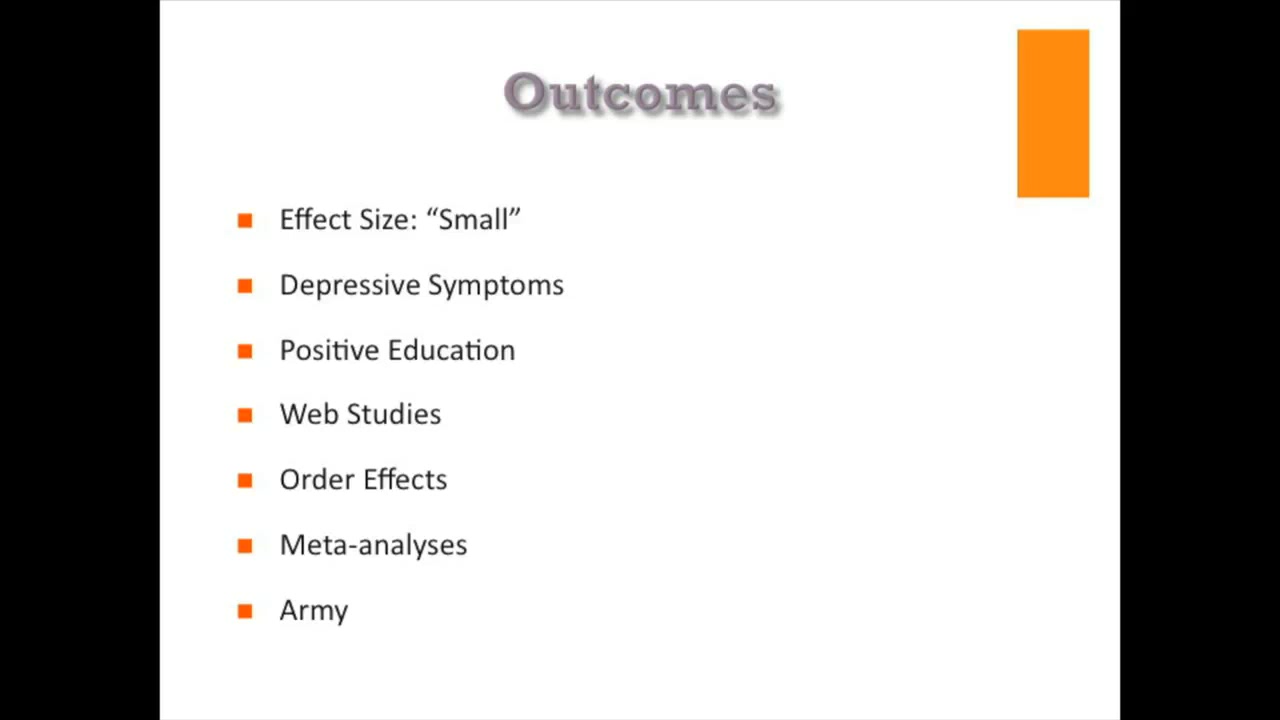 Outcomes
Effect Size: “Small”
Depressive Symptoms
Positive Education
Web Studies
Order Effects
Meta-analyses
Army